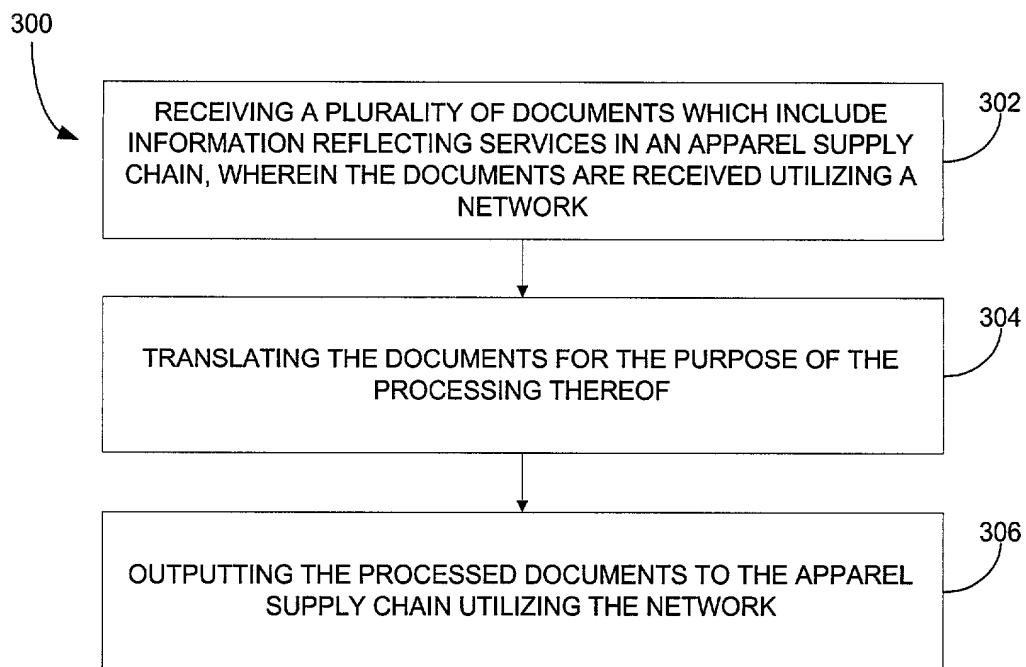 300
RECEIVING A PLURALITY OF DOCUMENTS WHICH INCLUDE
INFORMATION REFLECTING SERVICES IN AN APPAREL SUPPLY
CHAIN, WHEREIN THE DOCUMENTS ARE RECEIVED UTILIZING A
NETWORK
302
TRANSLATING THE DOCUMENTS FOR THE PURPOSE OF THE
PROCESSING THEREOF
304
OUTPUTTING THE PROCESSED DOCUMENTS TO THE APPAREL
SUPPLY CHAIN UTILIZING THE NETWORK
306